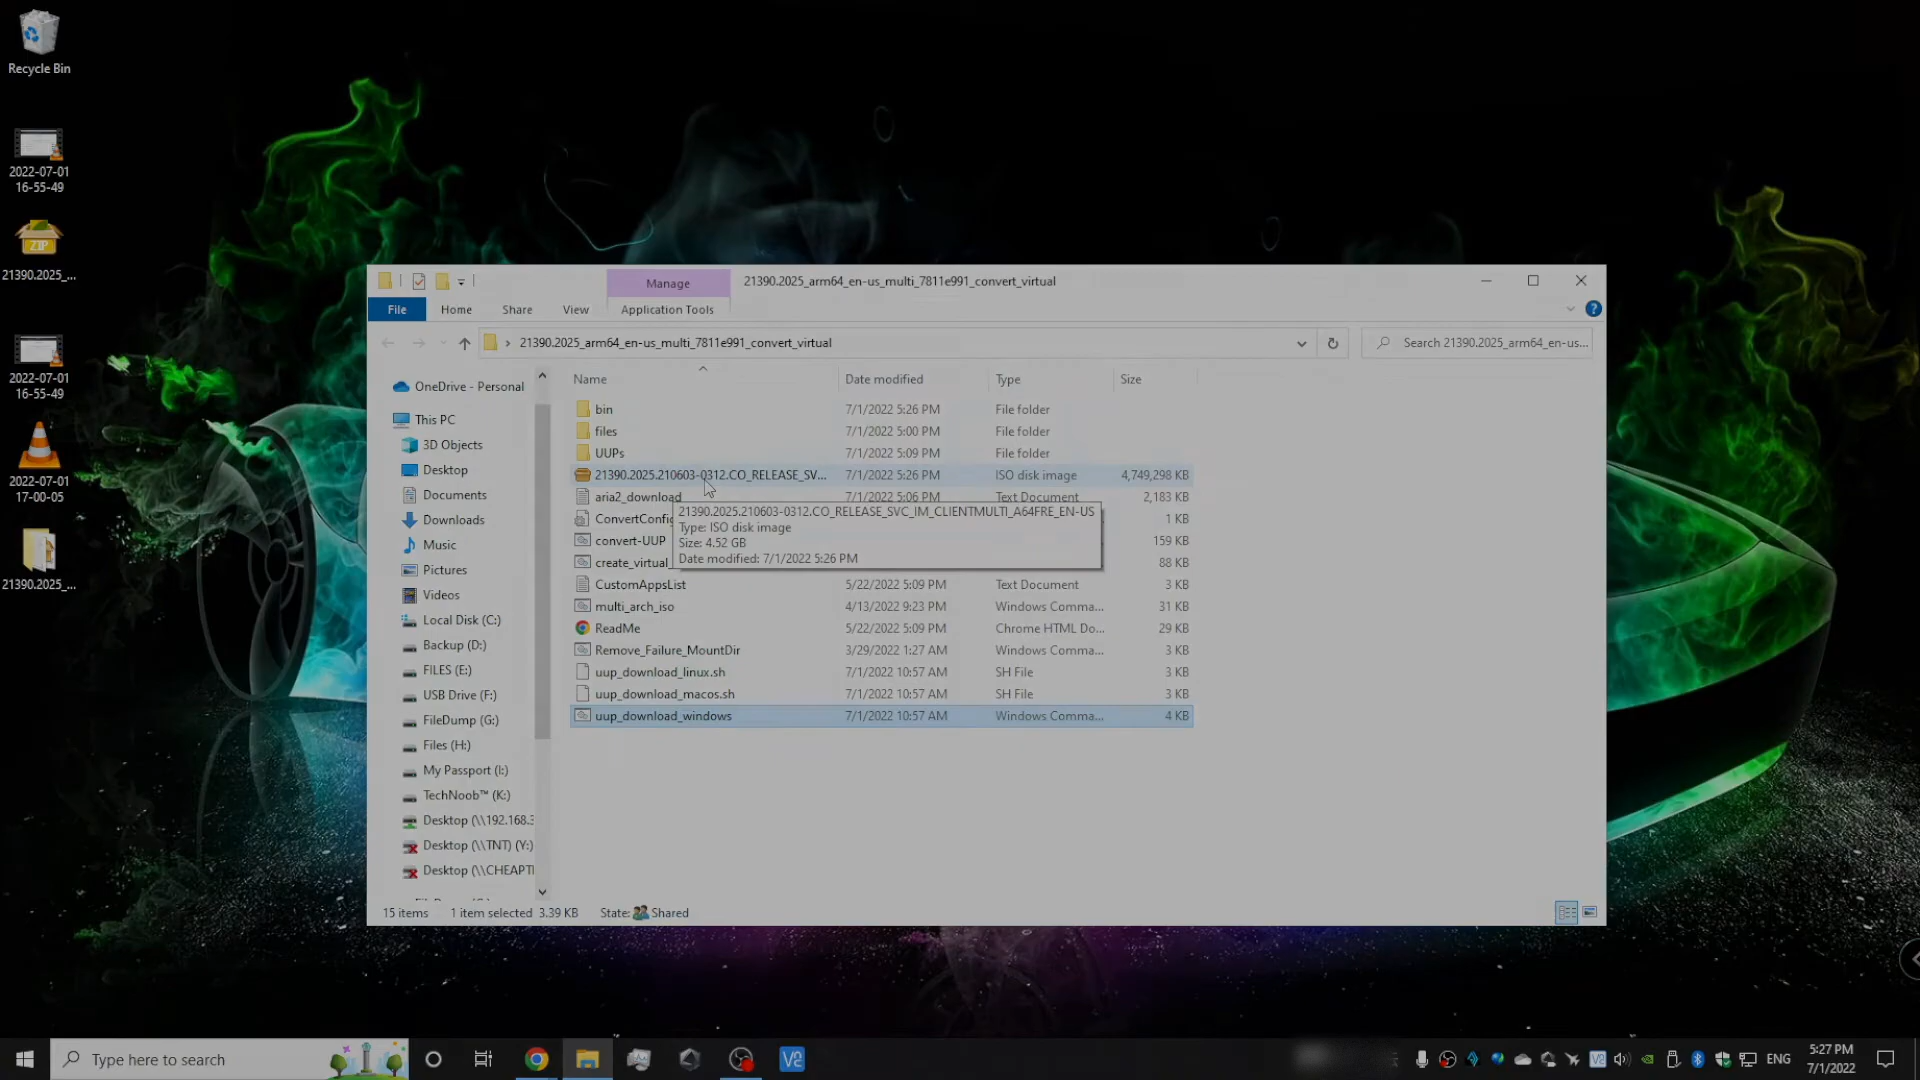 Recycle Bin
2022-07-01
16-55-49
ZIP
21390.2025_...
2022-07-01
16-55-49
2022-07-01
17-00-05
21390.2025_...
Manage
21390.2025_arm64_en-us_multi_7811e991_convert_virtual
File
Home
Share
View
Application Tools
21390.2025_arm64_en-us_multi_7811e991_convert_virtual
Search 21390.2025_arm64_en-us...
OneDrive - Personal
This PC
3D Objects
Desktop
Documents
Downloads
Music
Pictures
Videos
Local Disk (C:)
Backup (D:)
FILES (E:)
USB Drive (F:)
FileDump (G:)
Files (H:)
My Passport (I:)
TechNoob™ (K:)
Desktop (\\192.168.3
Desktop (\\TNT) (Y:)
Desktop (\\CHEAPTI
Name Date modified Type Size
bin 7/1/2022 5:26 PM File folder
files 7/1/2022 5:00 PM File folder
UUPs 7/1/2022 5:09 PM File folder
21390.2025.210603-0312.CO_RELEASE_SV... 7/1/2022 5:26 PM ISO disk image 4,749,298 KB
aria2_download 7/1/2022 5:06 PM Text Document 2,183 KB
ConvertConfig 1 KB
convert-UUP 159 KB
create_virtual 88 KB
21390.2025.210603-0312.CO_RELEASE_SVC_IM_CLIENTMULTI_A64FRE_EN-US
Type: ISO disk image
Size: 4.52 GB
Date modified: 7/1/2022 5:26 PM
CustomAppsList 5/22/2022 5:09 PM Text Document 3 KB
multi_arch_iso 4/13/2022 9:23 PM Windows Comma... 31 KB
ReadMe 5/22/2022 5:09 PM Chrome HTML Do... 29 KB
Remove_Failure_MountDir 3/29/2022 1:27 AM Windows Comma... 3 KB
uup_download_linux.sh 7/1/2022 10:57 AM SH File 3 KB
uup_download_macos.sh 7/1/2022 10:57 AM SH File 3 KB
uup_download_windows 7/1/2022 10:57 AM Windows Comma... 4 KB
15 items 1 item selected 3.39 KB State: Shared
Type here to search
ENG
5:27 PM
7/1/2022